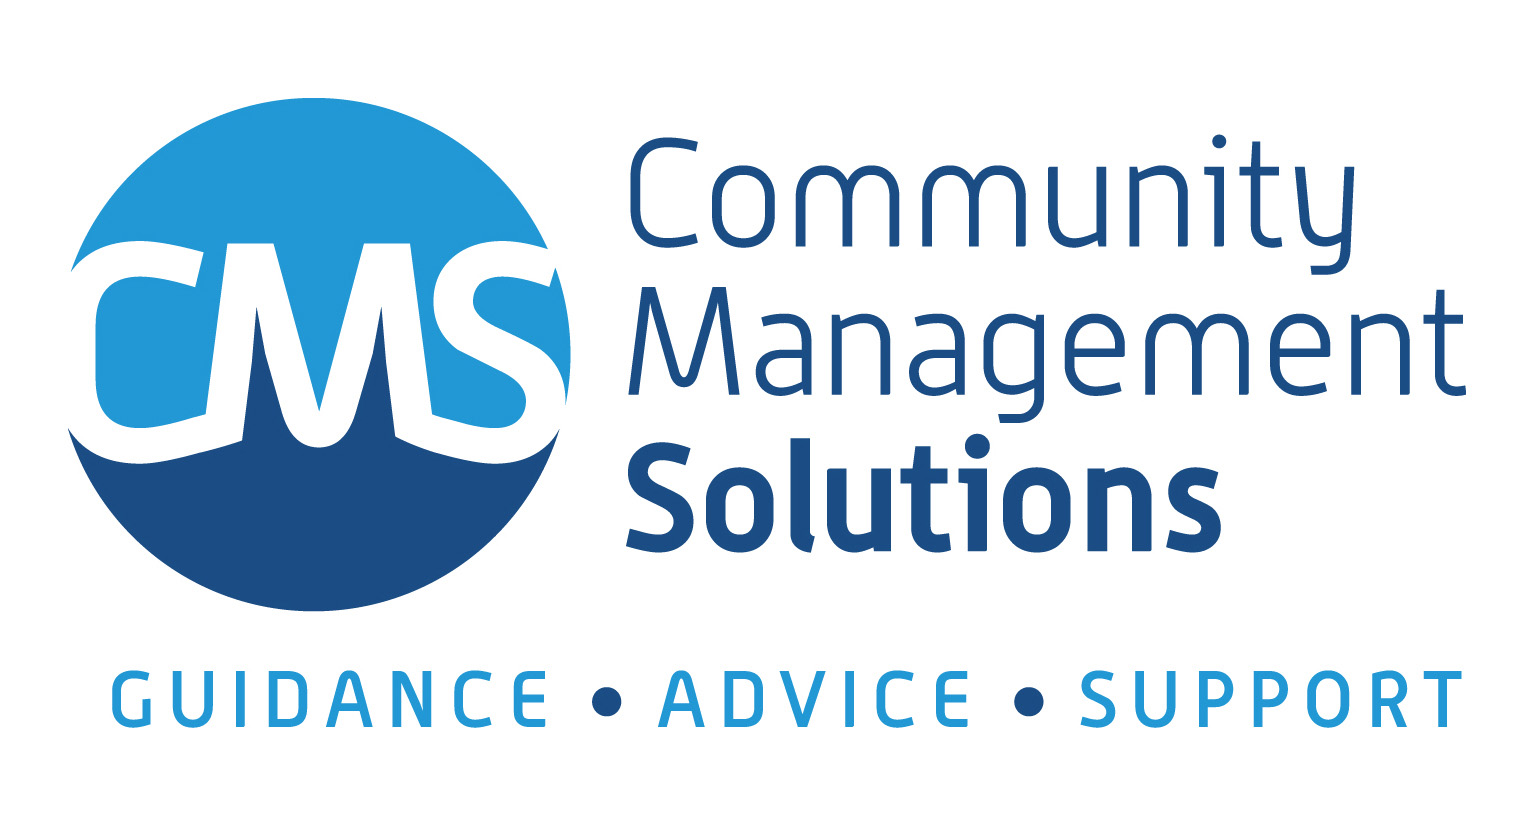 CMS
Community
Management
Solutions
GUIDANCE • ADVICE • SUPPORT